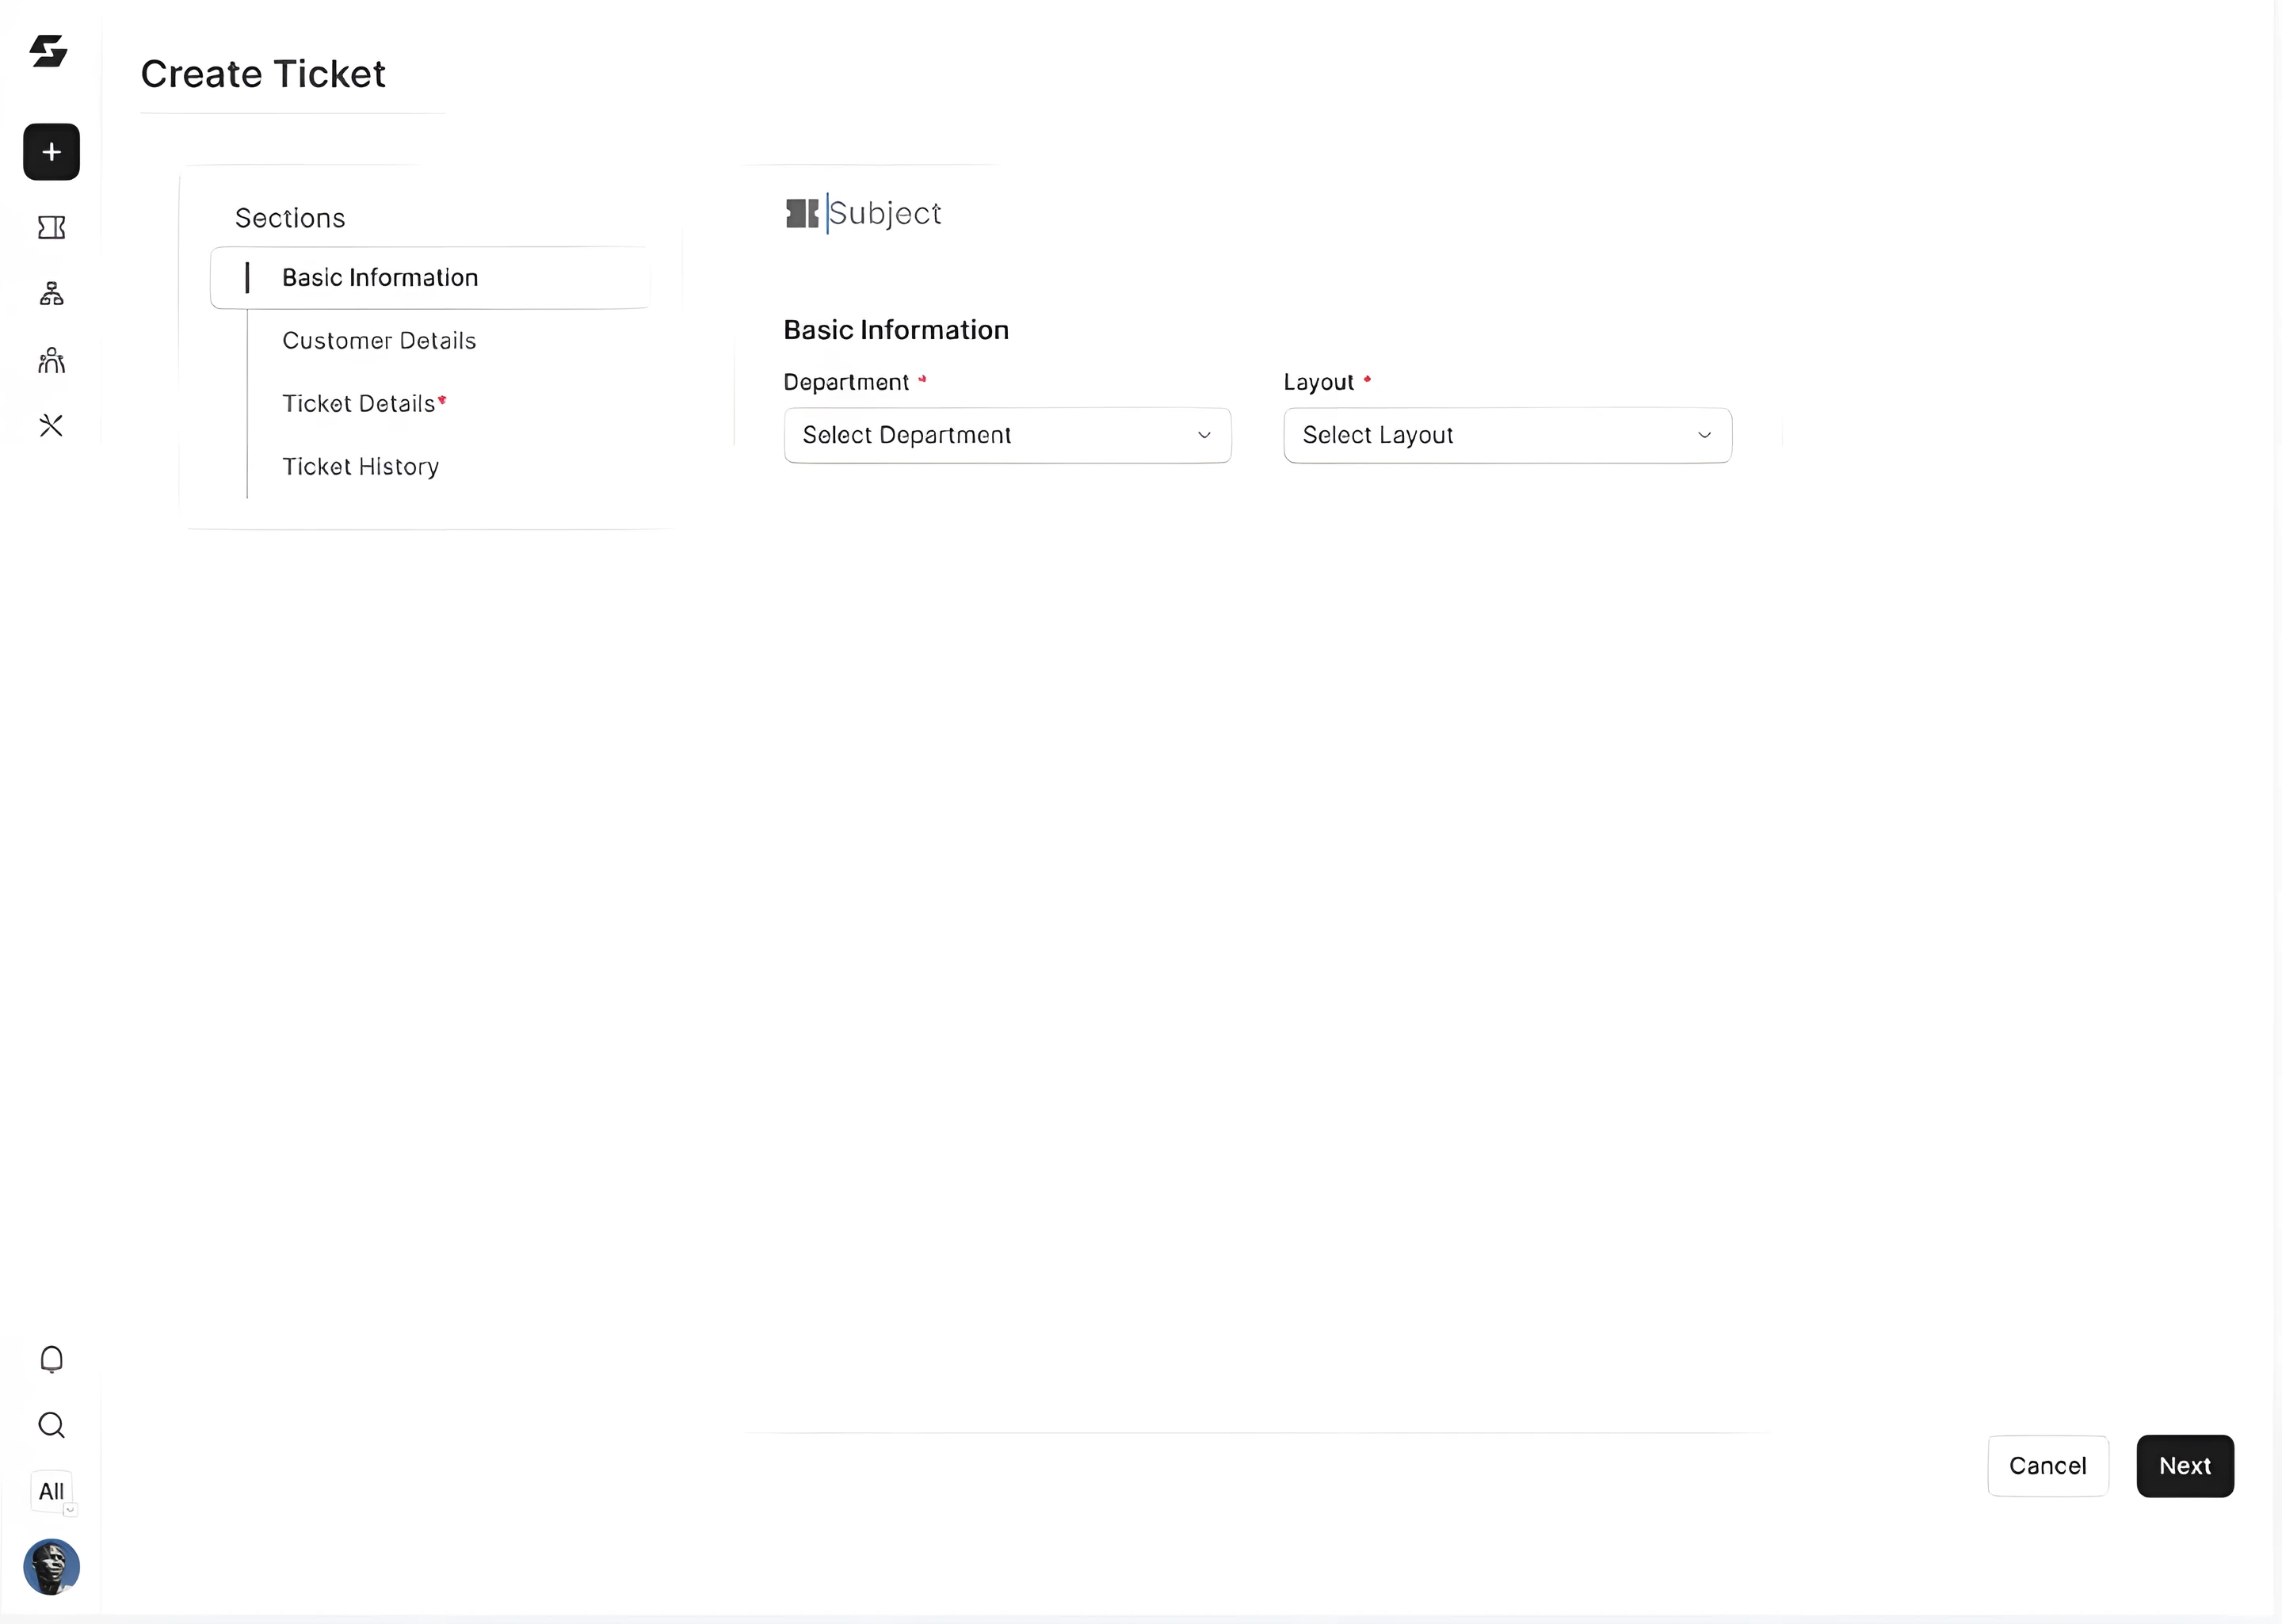 Create Ticket
Sections
Basic Information
Customer Details
Ticket Details*
Ticket History
Subject
Basic Information
Department *
Layout *
Select Department
Select Layout
All
Cancel
Next